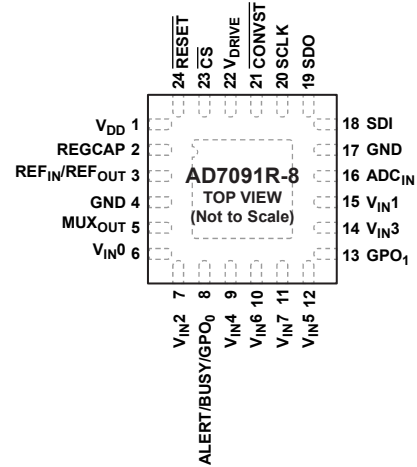 24 RESET
23 CS
22 VDRIVE
21 CONVST
20 SCLK
19 SDO
VDD 1
REGCAP 2
REFIN/REFOUT 3
GND 4
MUXOUT 5
VIN0 6
AD7091R-8
TOP VIEW
(Not to Scale)
18 SDI
17 GND
16 ADCIN
15 VIN1
14 VIN3
13 GPO1
VIN2 7
ALERT/BUSY/GPO0 8
VIN4 9
VIN6 10
VIN7 11
VIN5 12